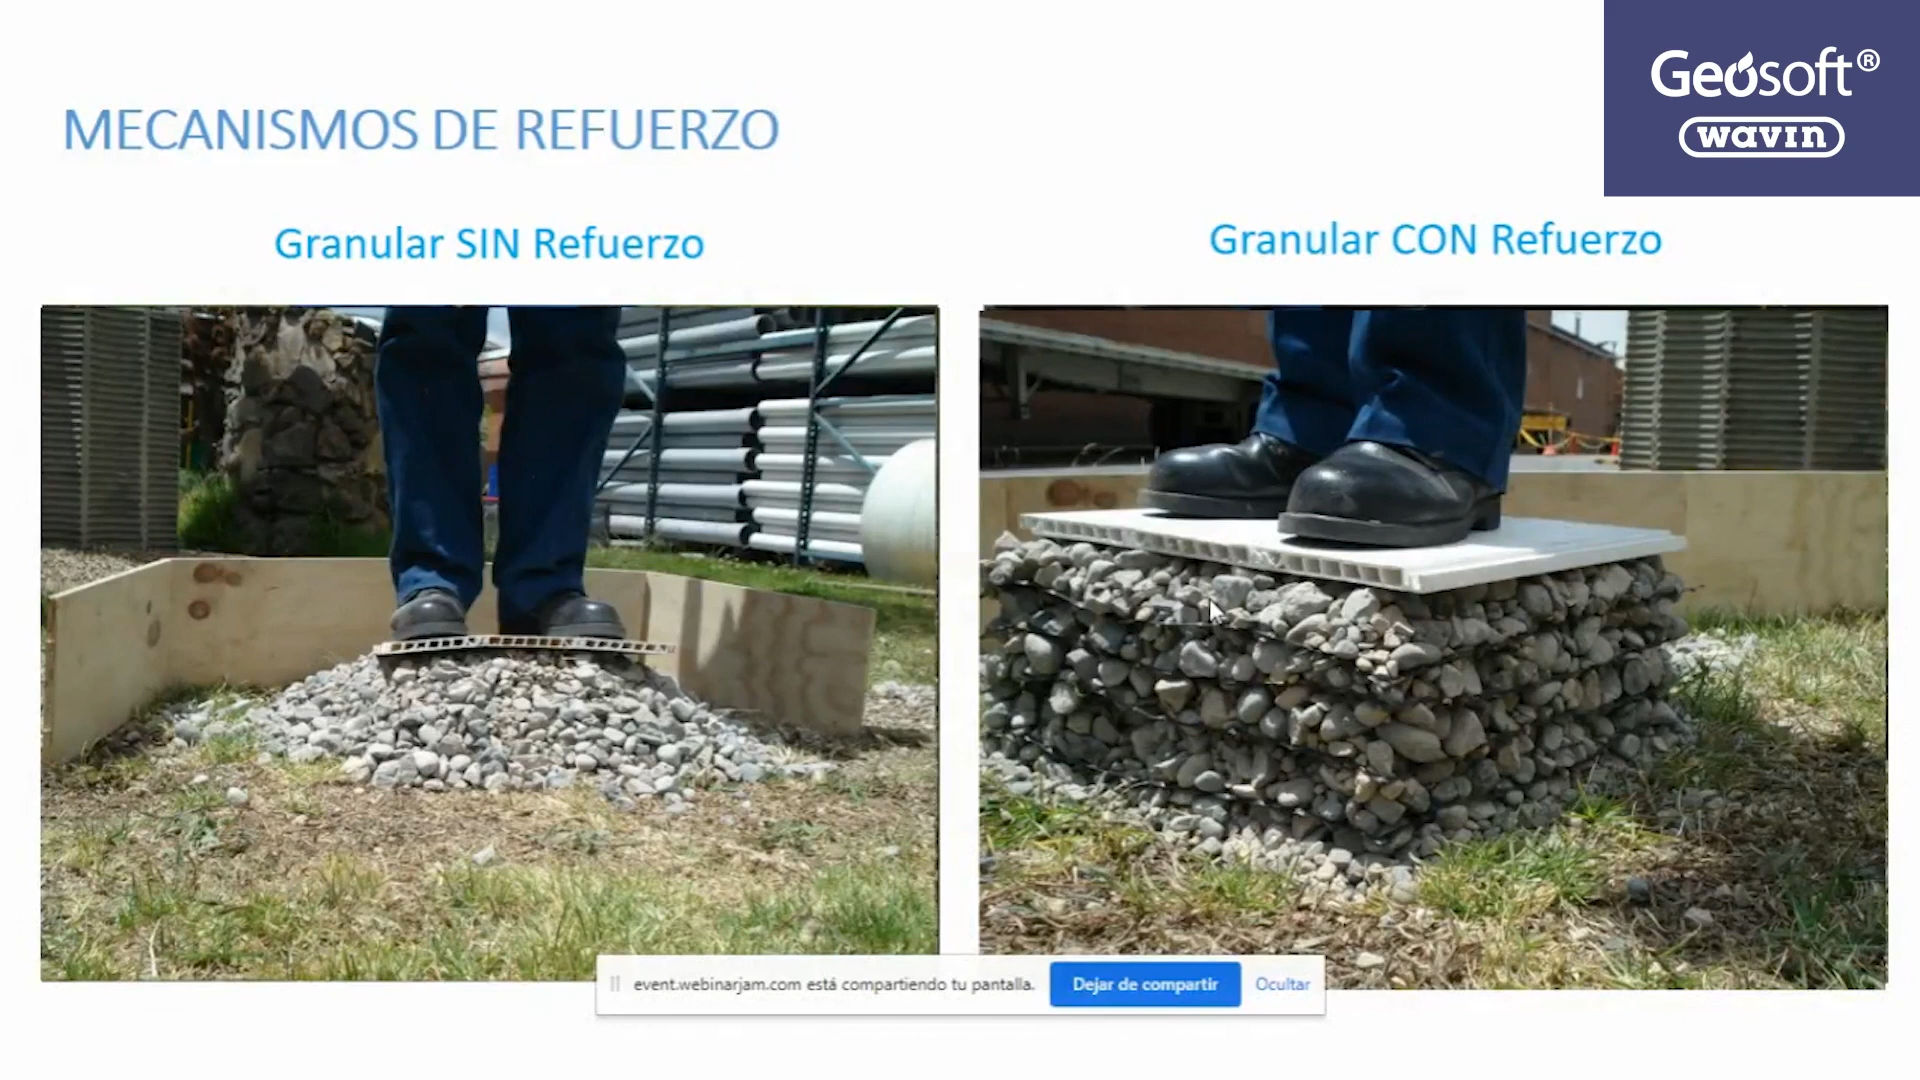 Geosoft®
wavin
MECANISMOS DE REFUERZO
Granular SIN Refuerzo
Granular CON Refuerzo
event.webinarjam.com está compartiendo tu pantalla.
Dejar de compartir
Ocultar